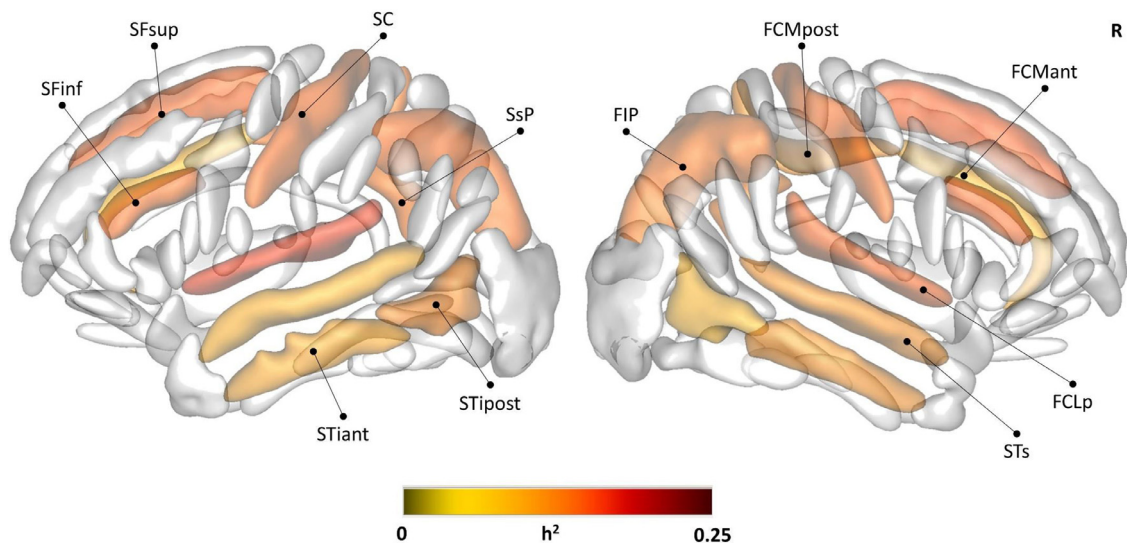 SFsup
SC
FCMpost
R
SFinf
FCMant
SsP
FIP
STipost
FCLp
STiant
STs
0
h²
0.25